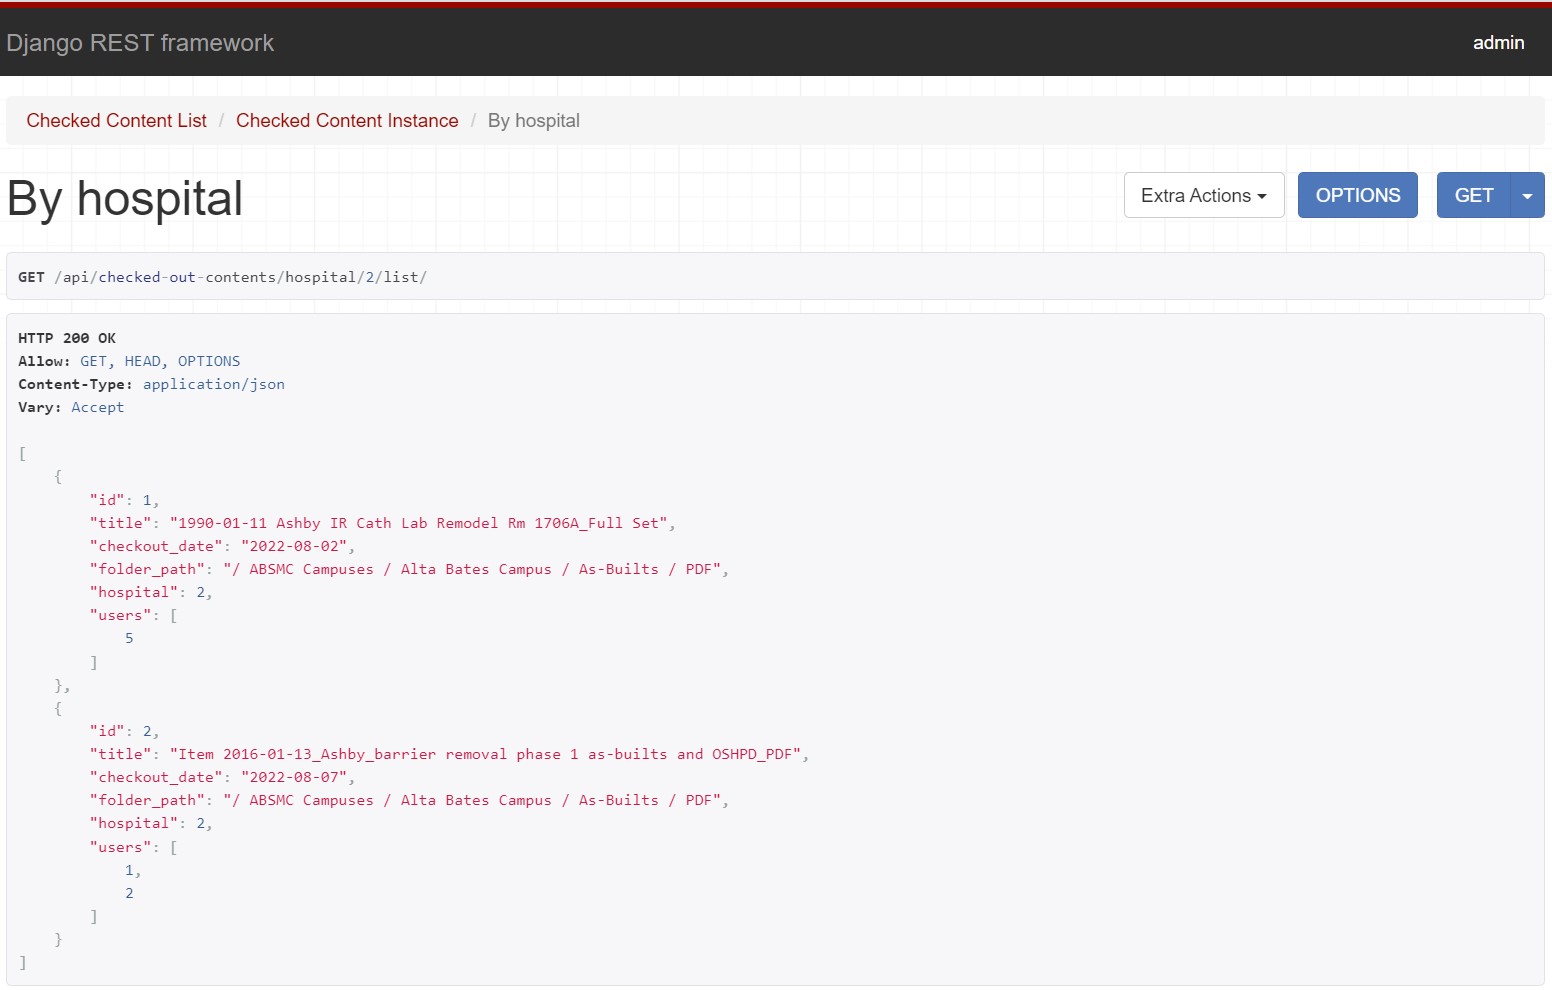 Django REST framework
admin
Checked Content List / Checked Content Instance / By hospital
By hospital
Extra Actions
OPTIONS
GET
GET /api/checked-out-contents/hospital/2/list/
HTTP 200 OK
Allow: GET, HEAD, OPTIONS
Content-Type: application/json
Vary: Accept
[
    {
        "id": 1,
        "title": "1990-01-11 Ashby IR Cath Lab Remodel Rm 1706A_Full Set",
        "checkout_date": "2022-08-02",
        "folder_path": "/ ABSMC Campuses / Alta Bates Campus / As-Builts / PDF",
        "hospital": 2,
        "users": [
            5
        ]
    },
    {
        "id": 2,
        "title": "Item 2016-01-13_Ashby_barrier removal phase 1 as-builts and OSHPD_PDF",
        "checkout_date": "2022-08-07",
        "folder_path": "/ ABSMC Campuses / Alta Bates Campus / As-Builts / PDF",
        "hospital": 2,
        "users": [
            1,
            2
        ]
    }
]